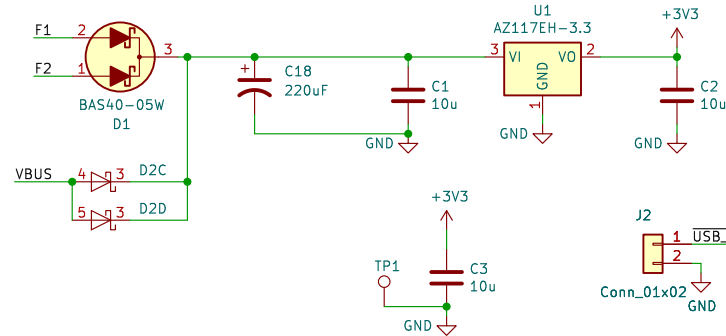 U1
AZ117EH-3.3
+3V3
F1 2
3
F2 1
BAS40-05W
D1
+
C18
220uF
C1
10u
GND
3 VI
VO 2
GND
1
GND
C2
10u
GND
VBUS
4 3
D2C
5 3
D2D
+3V3
TP1
C3
10u
GND
J2
1
USB_
2
Conn_01x02
GND